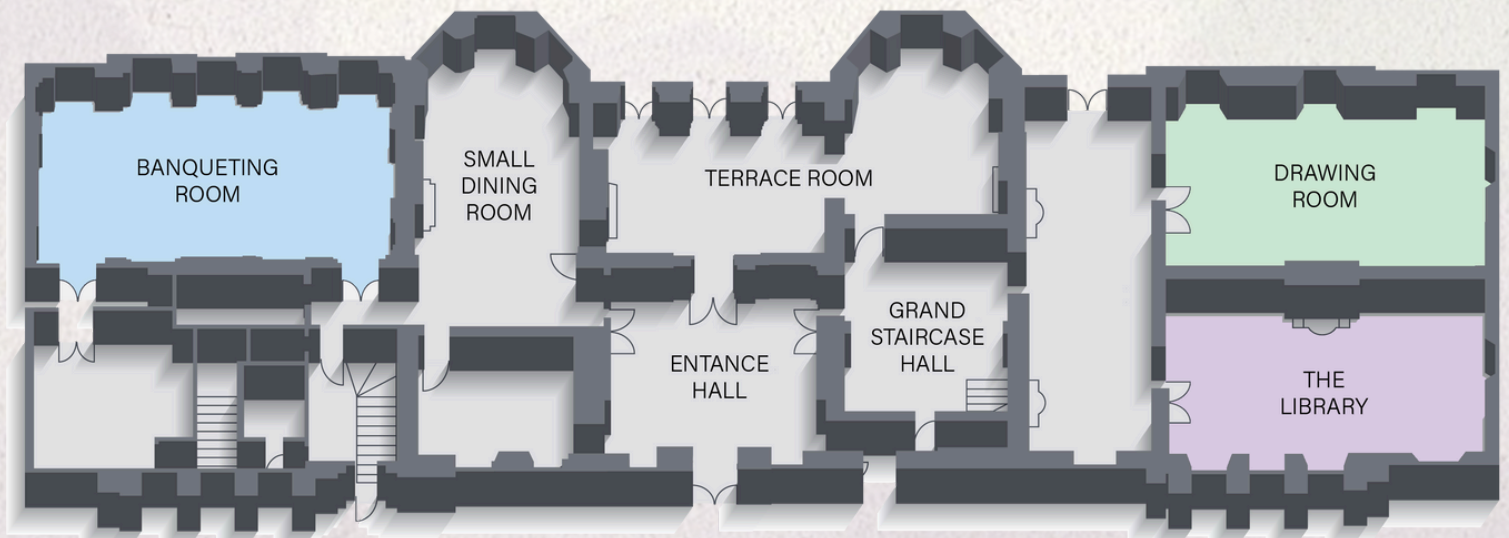 BANQUETING
ROOM
SMALL
DINING
ROOM
TERRACE ROOM
DRAWING
ROOM
GRAND
STAIRCASE
HALL
ENTANCE
HALL
THE
LIBRARY